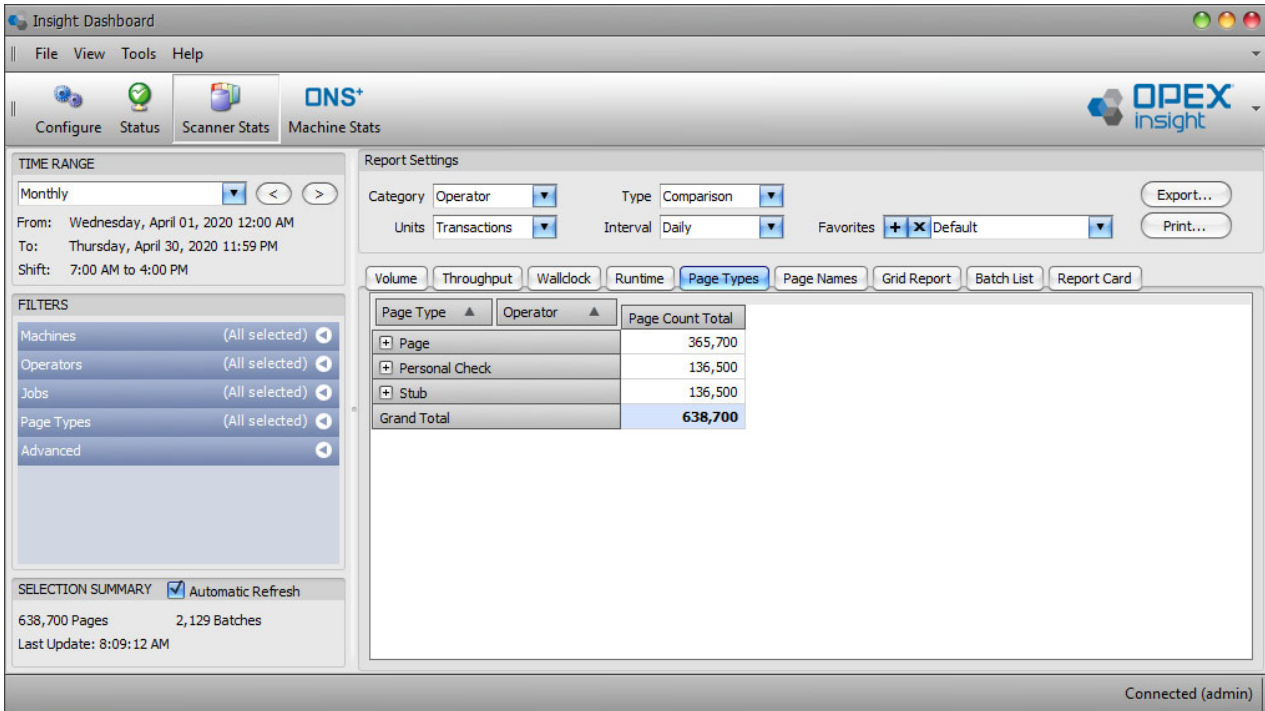 Insight Dashboard
File View Tools Help
Configure Status Scanner Stats ONS+ Machine Stats
OPEX insight
TIME RANGE
Monthly < >
From: Wednesday, April 01, 2020 12:00 AM
To: Thursday, April 30, 2020 11:59 PM
Shift: 7:00 AM to 4:00 PM
FILTERS
Machines (All selected)
Operators (All selected)
Jobs (All selected)
Page Types (All selected)
Advanced
SELECTION SUMMARY Automatic Refresh
638,700 Pages 2,129 Batches
Last Update: 8:09:12 AM
Report Settings
Category Operator Type Comparison Export...
Units Transactions Interval Daily Favorites + x Default Print...
Volume Throughput Wallclock Runtime Page Types Page Names Grid Report Batch List Report Card
Page Type Operator Page Count Total
+ Page 365,700
+ Personal Check 136,500
+ Stub 136,500
Grand Total 638,700
Connected (admin)